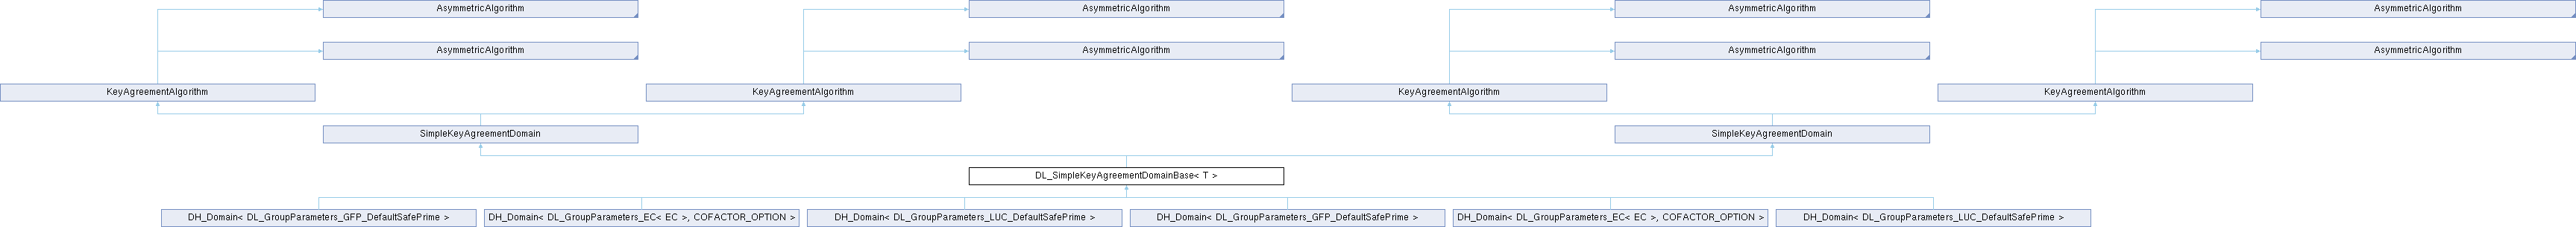 AsymmetricAlgorithm
AsymmetricAlgorithm
AsymmetricAlgorithm
AsymmetricAlgorithm
AsymmetricAlgorithm
AsymmetricAlgorithm
AsymmetricAlgorithm
AsymmetricAlgorithm
KeyAgreementAlgorithm
KeyAgreementAlgorithm
KeyAgreementAlgorithm
KeyAgreementAlgorithm
SimpleKeyAgreementDomain
SimpleKeyAgreementDomain
DL_SimpleKeyAgreementDomainBase< T >
DH_Domain< DL_GroupParameters_GFP_DefaultSafePrime >
DH_Domain< DL_GroupParameters_EC< EC >, COFACTOR_OPTION >
DH_Domain< DL_GroupParameters_LUC_DefaultSafePrime >
DH_Domain< DL_GroupParameters_GFP_DefaultSafePrime >
DH_Domain< DL_GroupParameters_EC< EC >, COFACTOR_OPTION >
DH_Domain< DL_GroupParameters_LUC_DefaultSafePrime >